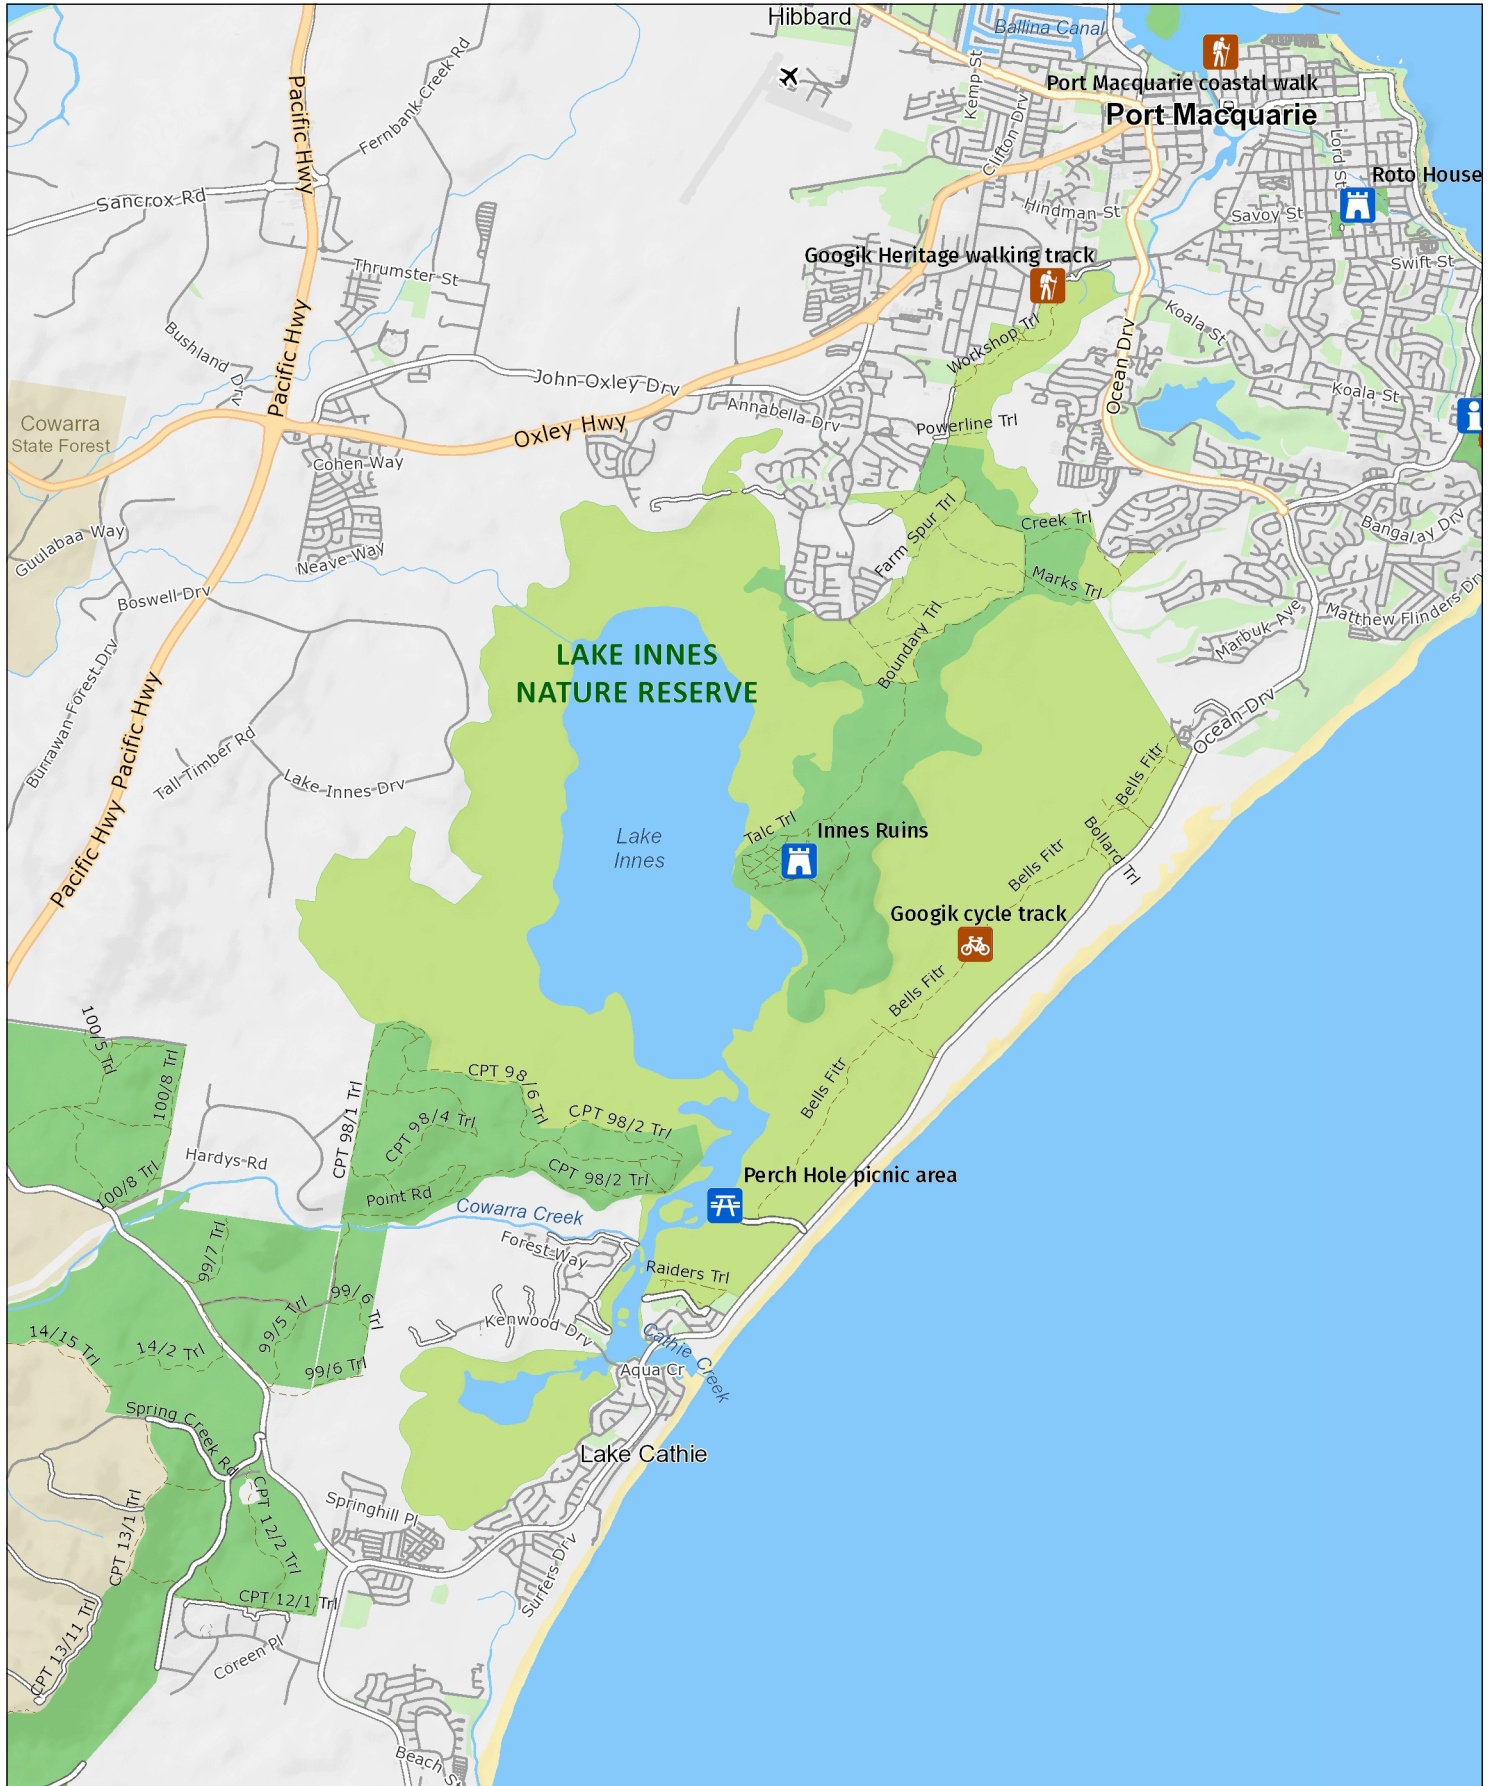 Hibbard
Ballina Canal
Port Macquarie coastal walk
Port Macquarie
Kemp St
Clifton Drv
Lord St
Roto House
Pacific Hwy
Fernbank Creek Rd
Sancrox Rd
Hindman St
Savoy St
Swift St
Googik Heritage walking track
Thrumster St
Pacific Hwy
Bushland Drv
Workshop Trl
Ocean Drv
Koala St
Koala St
John Oxley Drv
Annabella Drv
Oxley Hwy
Powerline Trl
Cowarra
State Forest
Cohen Way
Guulabaa Way
Neave Way
Farm Spur Trl
Creek Trl
Bangalay Drv
Boswell Drv
Marks Trl
Matthew Flinders Drv
Marbuk Ave
Boundary Trl
LAKE INNES
NATURE RESERVE
Burrawan Forest Drv
Pacific Hwy
Pacific Hwy
Tall Timber Rd
Lake Innes Drv
Ocean Drv
Bells Fitr
Lake
Innes
Talc Trl
Innes Ruins
Bollard Trl
Bells Fitr
Googik cycle track
Bells Fitr
Bells Fitr
100/5 Trl
100/8 Trl
CPT 98/1 Trl
CPT 98/6 Trl
CPT 98/4 Trl
CPT 98/2 Trl
Hardys Rd
100/8 Trl
CPT 98/2 Trl
Point Rd
Perch Hole picnic area
Cowarra Creek
Forest Way
99/7 Trl
Raiders Trl
99/6 Trl
99/5 Trl
14/15 Trl
14/2 Trl
Kenwood Drv
Cathie Creek
99/6 Trl
Aqua Cr
Spring Creek Rd
Lake Cathie
CPT 13/1 Trl
CPT 12/2 Trl
Springhill Pl
Surfers Drv
CPT 12/1 Trl
CPT 13/11 Trl
Coreen Pl
Beach St